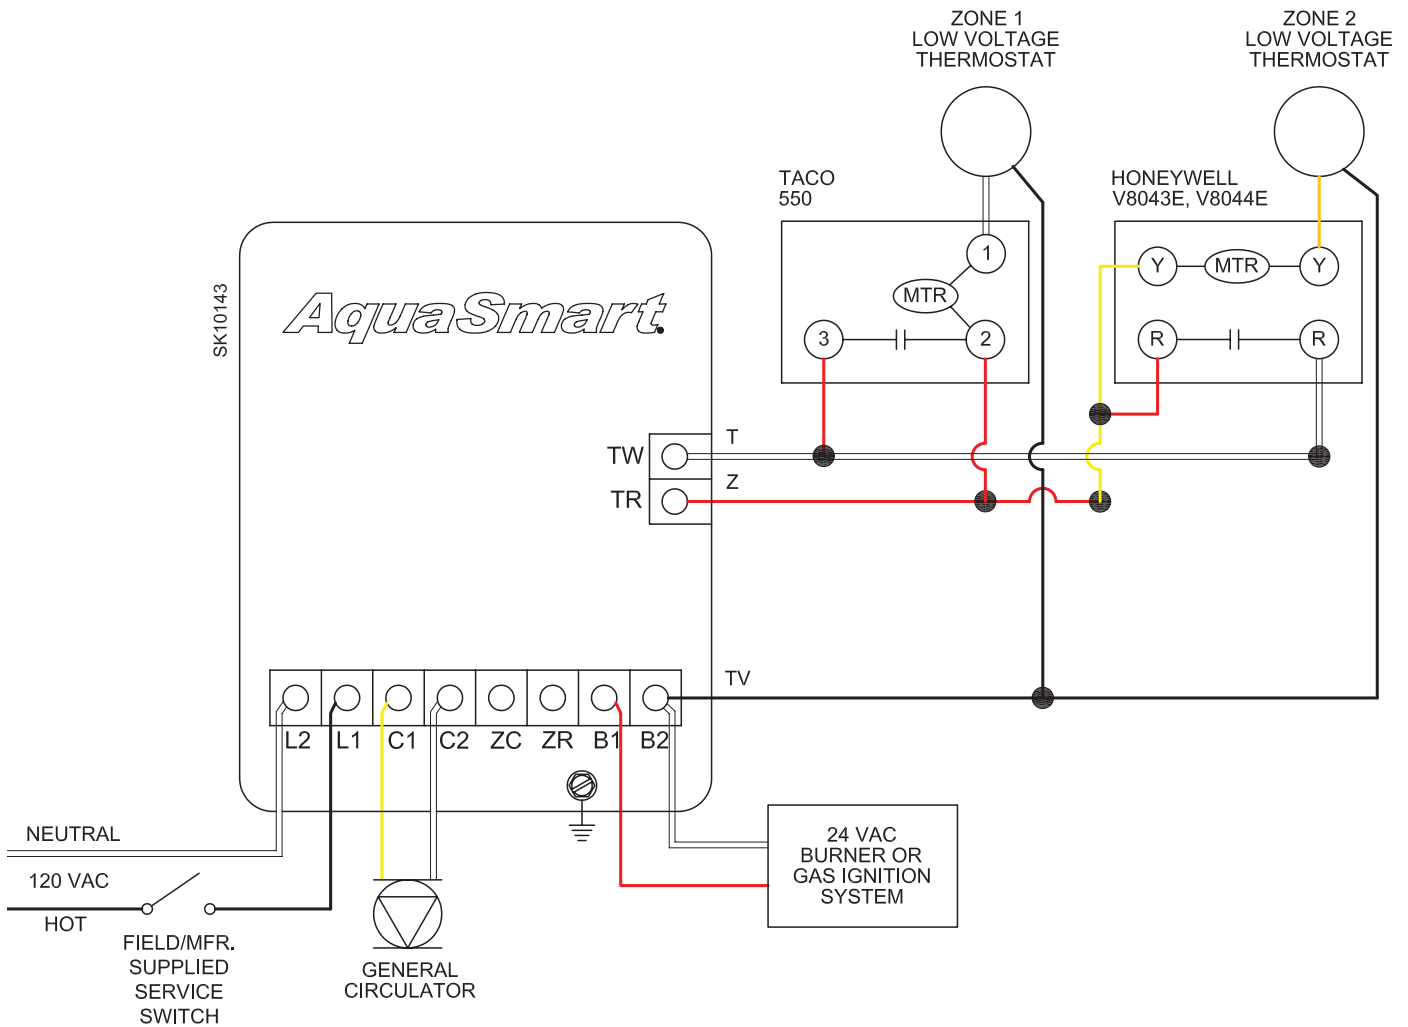 ZONE 1
LOW VOLTAGE
THERMOSTAT
ZONE 2
LOW VOLTAGE
THERMOSTAT
TACO
550
HONEYWELL
V8043E, V8044E
1
MTR
3
2
Y
MTR
Y
R
R
SK10143
AquaSmart
TW
T
TR
Z
TV
L2
L1
C1
C2
ZC
ZR
B1
B2
NEUTRAL
120 VAC
HOT
FIELD/MFR.
SUPPLIED
SERVICE
SWITCH
GENERAL
CIRCULATOR
24 VAC
BURNER OR
GAS IGNITION
SYSTEM